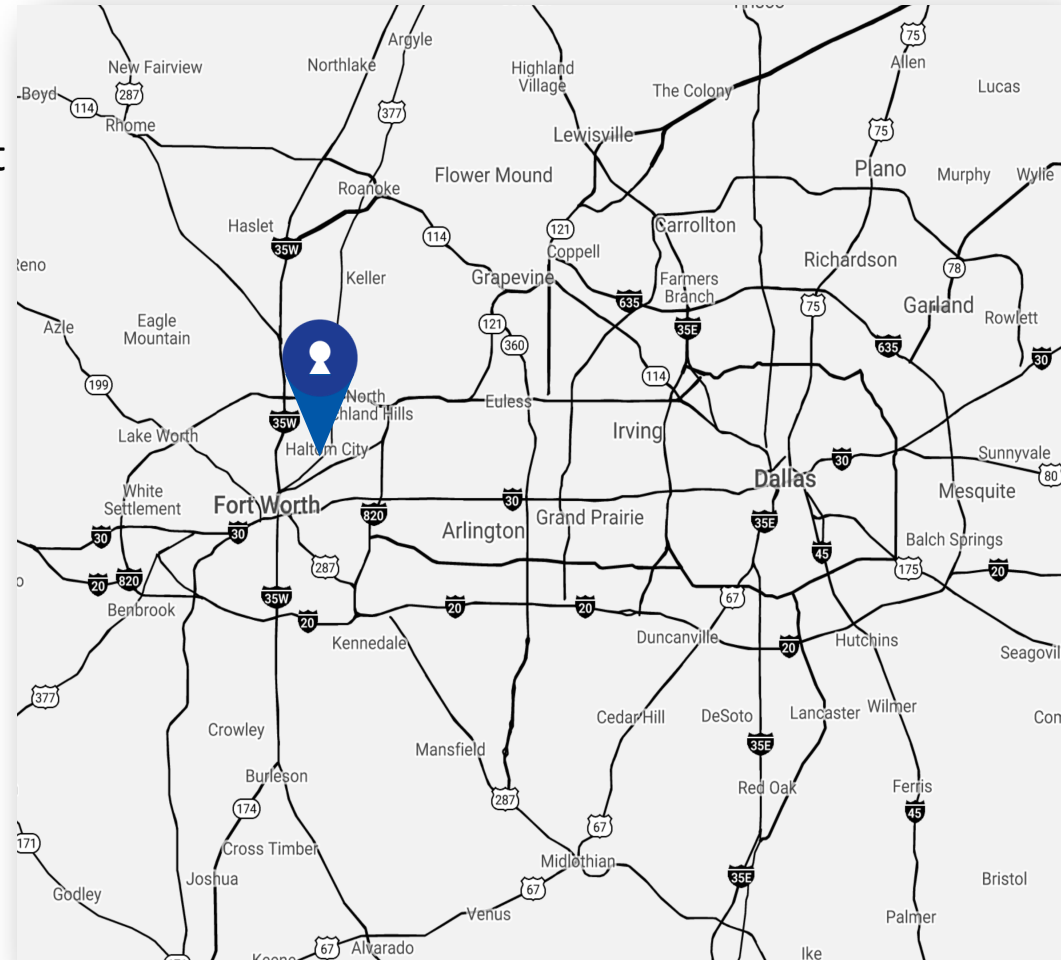 Argyle
75
New Fairview
Northlake
Highland
Village
Allen
Lucas
Boyd
287
114
377
The Colony
Rhome
75
Lewisville
Plano
Flower Mound
Murphy
Wylie
Roanoke
Haslet
35W
114
121
Carrollton
Coppell
Richardson
78
Keller
Grapevine
Farmers
Branch
635
75
Garland
Rowlett
Azle
Eagle
Mountain
121
360
35E
635
30
199
114
North
Euless
35W
Irving
Lake Worth
Haltom City
Sunnyvale
30
80
Dallas
White
Settlement
Fort Worth
30
820
Arlington
Grand Prairie
Mesquite
35E
30
30
45
Balch Springs
287
175
20
20
820
35W
Benbrook
20
20
20
67
Kennedale
Duncanville
20
Hutchins
377
Crowley
Cedar Hill
DeSoto
Lancaster
Wilmer
Mansfield
35E
Burleson
Red Oak
Ferris
174
287
67
45
171
Cross Timber
Midlothian
Joshua
35E
Godley
67
Bristol
Venus
Palmer
67
Alvarado
Ike